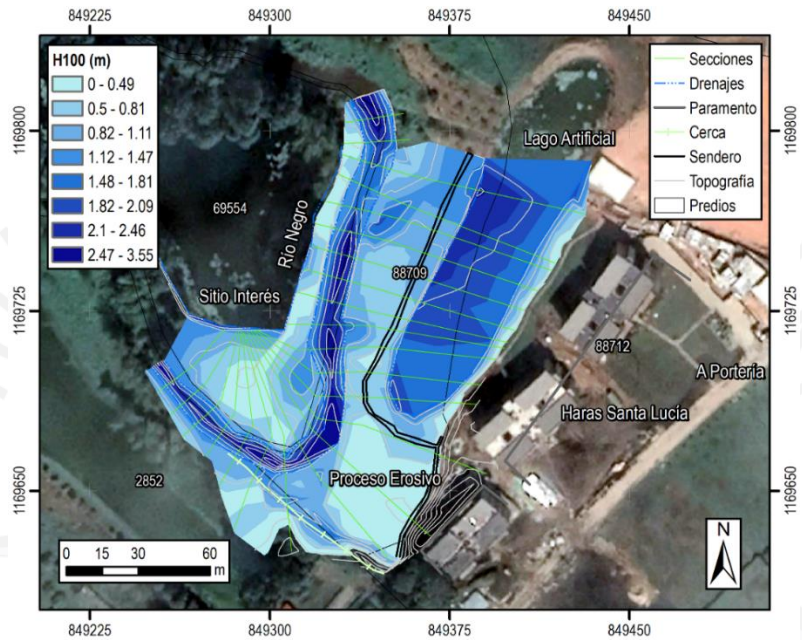 849225 849300 849375 849450
1169800
1169725
1169650
H100 (m)
0 - 0.49
0.5 - 0.81
0.82 - 1.11
1.12 - 1.47
1.48 - 1.81
1.82 - 2.09
2.1 - 2.46
2.47 - 3.55
Secciones
Drenajes
Paramento
Cerca
Sendero
Topografía
Predios
Lago Artificial
69554
Río Negro
88709
Sitio Interés
88712
A Portería
Haras Santa Lucía
Proceso Erosivo
2852
0 15 30 60
m
N
1169800
1169725
1169650
849225 849300 849375 849450